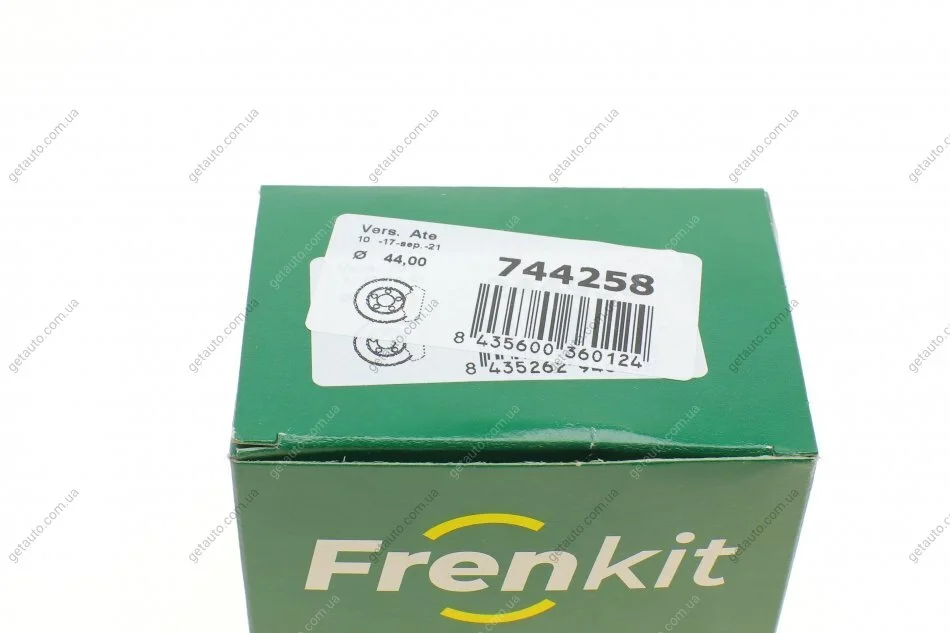 Vers. Ate
10 -17-sep.-21
Ø 44,00
744258
8 435600 360124
8 435262
Frenkit
getauto.com.ua